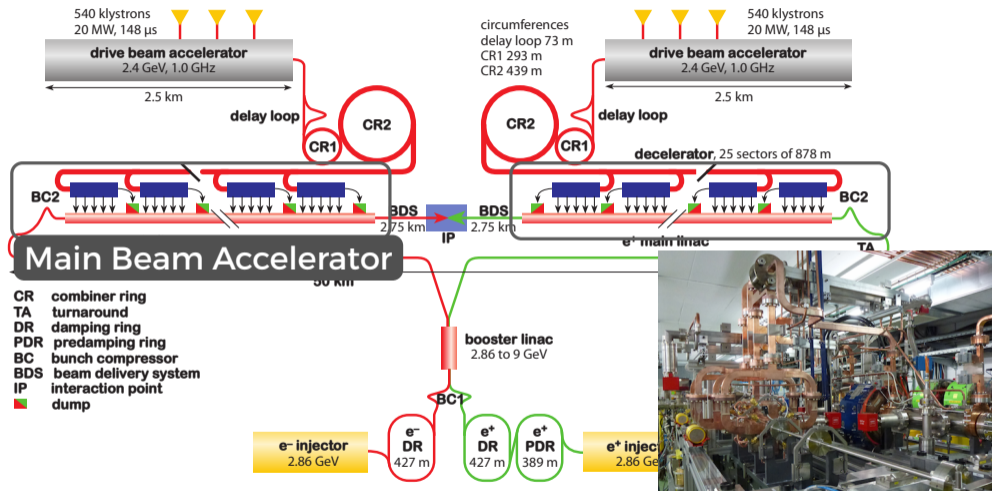 540 klystrons
20 MW, 148 µs
drive beam accelerator
2.4 GeV, 1.0 GHz
2.5 km
delay loop
CR1
CR2
circumferences
delay loop 73 m
CR1 293 m
CR2 439 m
540 klystrons
20 MW, 148 µs
drive beam accelerator
2.4 GeV, 1.0 GHz
2.5 km
delay loop
CR2
CR1
decelerator, 25 sectors of 878 m
BC2
BDS
2.75 km
IP
BDS
2.75 km
BC2
e+ main linac
TA
Main Beam Accelerator
50 km
CR combiner ring
TA turnaround
DR damping ring
PDR predamping ring
BC bunch compressor
BDS beam delivery system
IP interaction point
dump
booster linac
2.86 to 9 GeV
BC1
e− injector
2.86 GeV
e−
DR
427 m
e+
DR
427 m
e+
PDR
389 m
e+
2.86